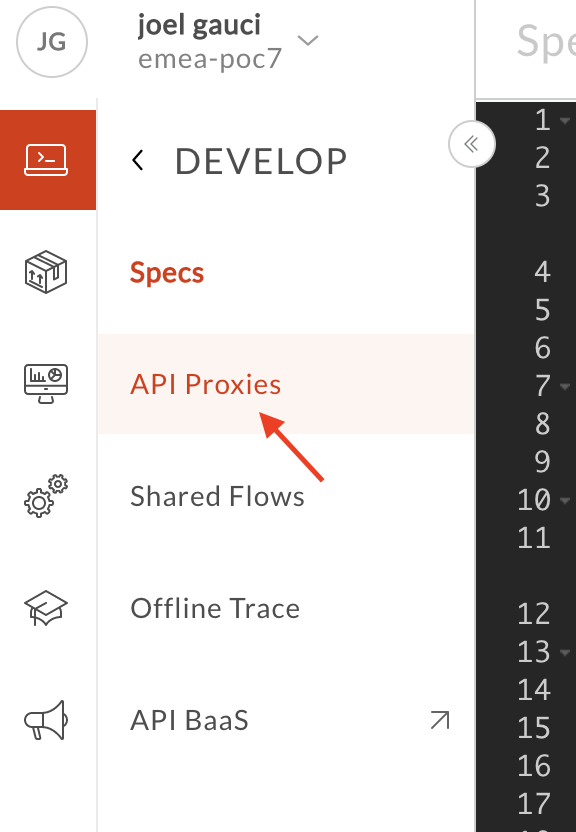 JG
joel gauci
emea-poc7
DEVELOP
Specs
API Proxies
Shared Flows
Offline Trace
API BaaS
Spe
1
2
3
4
5
6
7
8
9
10
11
12
13
14
15
16
17